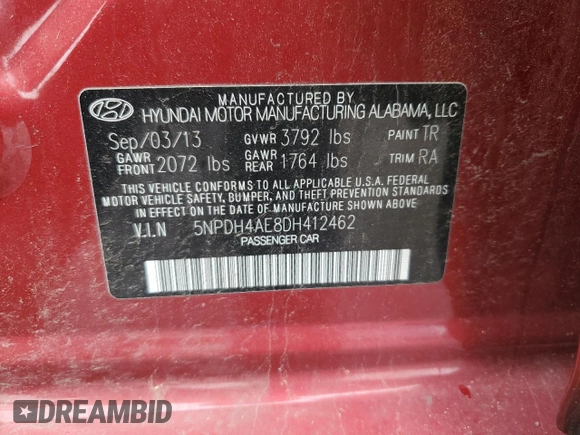 MANUFACTURED BY
HYUNDAI MOTOR MANUFACTURING ALABAMA, LLC
Sep/03/13 GVWR 3792 lbs PAINT TR
GAWR FRONT 2072 lbs GAWR REAR 1764 lbs TRIM RA
THIS VEHICLE CONFORMS TO ALL APPLICABLE U.S.A. FEDERAL
MOTOR VEHICLE SAFETY, BUMPER, AND THEFT PREVENTION STANDARDS
IN EFFECT ON THE DATE OF MANUFACTURE SHOWN ABOVE.
V.I.N 5NPDH4AE8DH412462
PASSENGER CAR
DREAMBID